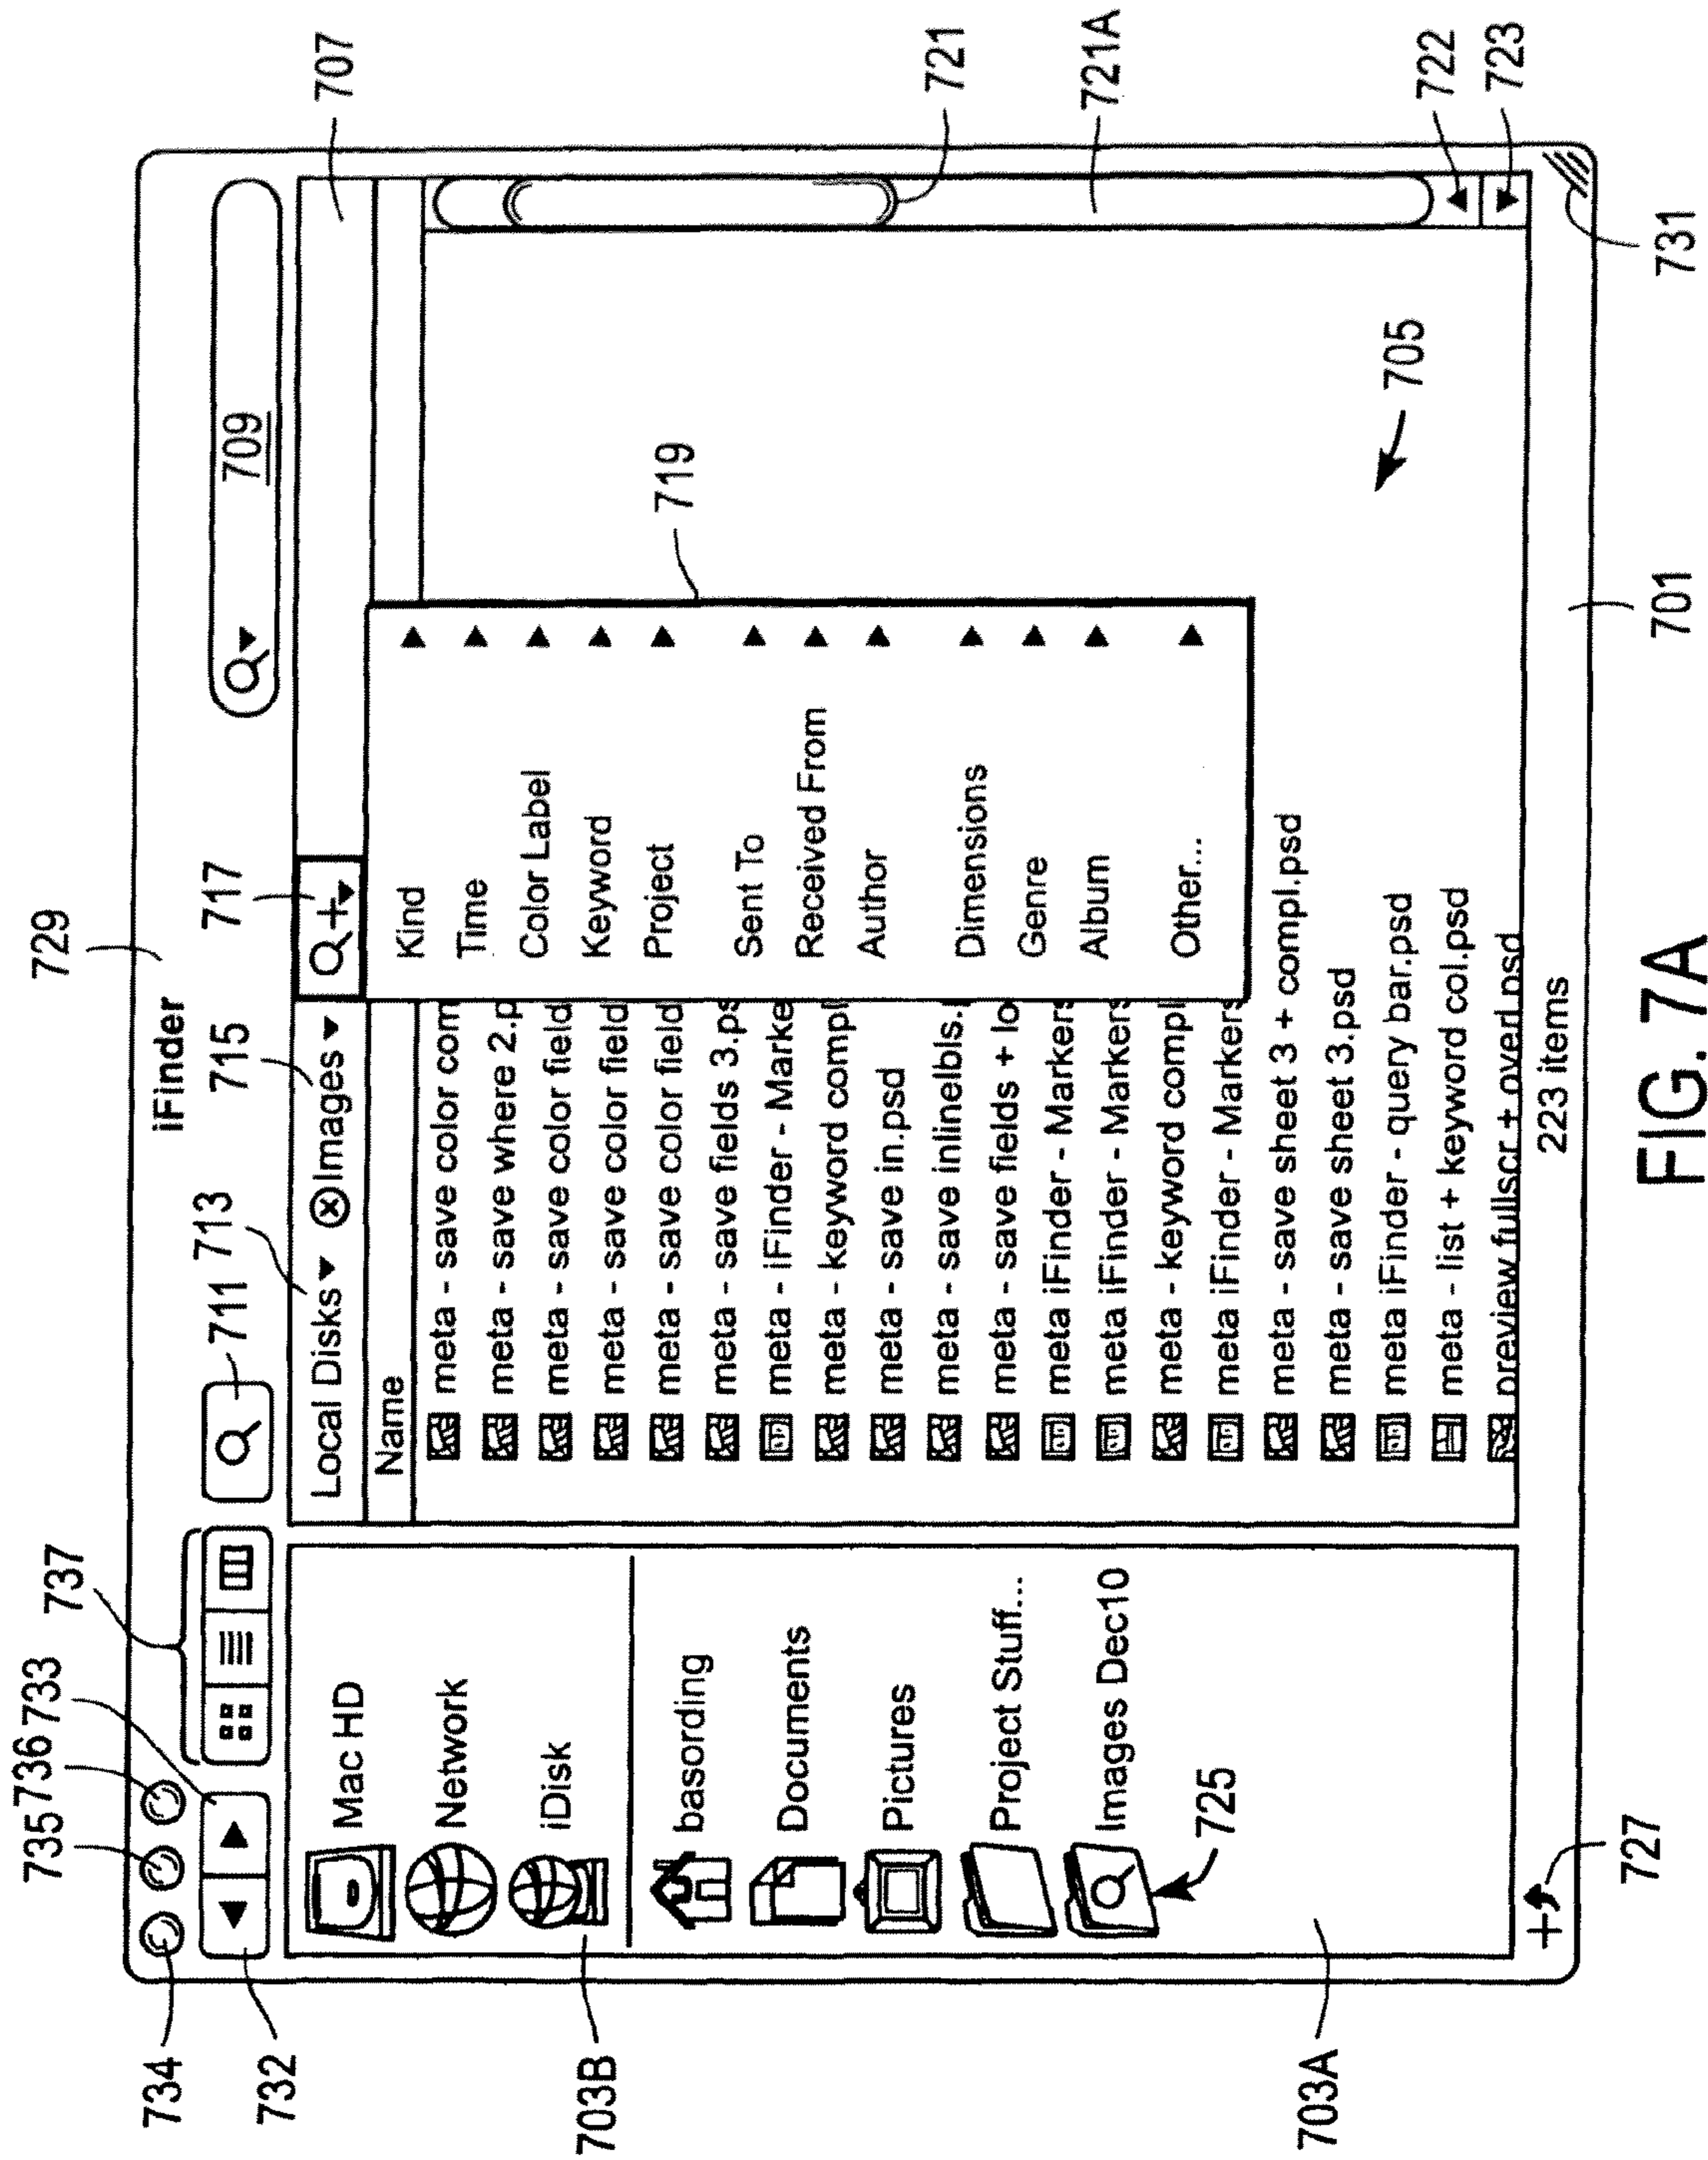 729
iFinder
734
735
736
733
737
732
711
713
715
717
709
707
Local Disks
Images
Name
Mac HD
Network
iDisk
703B
basording
Documents
Pictures
Project Stuff...
Images Dec10
725
703A
meta - save color com
meta - save where 2.p
meta - save color field
meta - save color field
meta - save color field
meta - save fields 3.ps
meta - iFinder - Marke
meta - keyword compl
meta - save in.psd
meta - save inlinelbls.
meta - save fields + lo
meta iFinder - Markers
meta iFinder - Markers
meta - keyword compl
meta iFinder - Markers
meta - save sheet 3 + compl.psd
meta - save sheet 3.psd
meta iFinder - query bar.psd
meta - list + keyword col.psd
preview fullscr + overl.psd
Kind
Time
Color Label
Keyword
Project
Sent To
Received From
Author
Dimensions
Genre
Album
Other...
719
721
721A
705
722
723
731
727
223 items
701
FIG. 7A